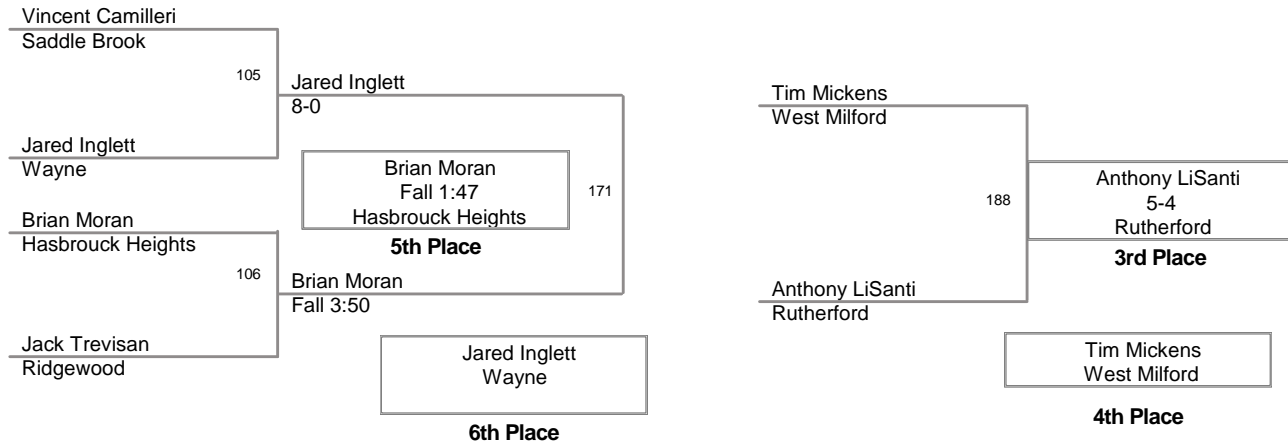 Vincent Camilleri
Saddle Brook
105
Jared Inglett
8-0
Jared Inglett
Wayne
Brian Moran
Fall 1:47
Hasbrouck Heights
5th Place
171
Brian Moran
Hasbrouck Heights
106
Brian Moran
Fall 3:50
Jack Trevisan
Ridgewood
Jared Inglett
Wayne
6th Place
Tim Mickens
West Milford
188
Anthony LiSanti
5-4
Rutherford
3rd Place
Anthony LiSanti
Rutherford
Tim Mickens
West Milford
4th Place